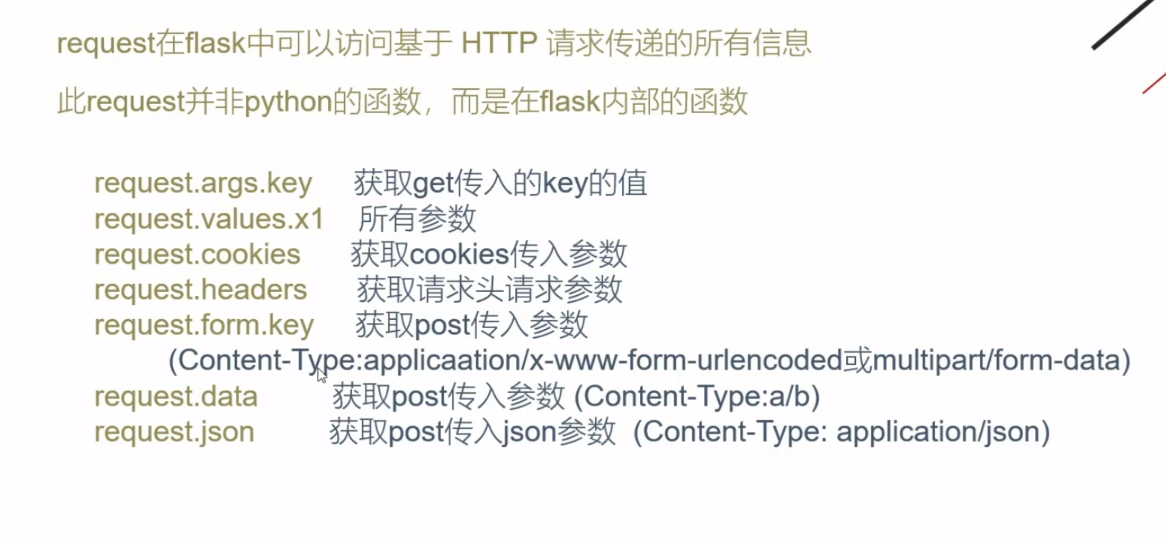 request在flask中可以访问基于 HTTP 请求传递的所有信息
此request并非python的函数，而是在flask内部的函数
request.args.key 获取get传入的key的值
request.values.x1 所有参数
request.cookies 获取cookies传入参数
request.headers 获取请求头请求参数
request.form.key 获取post传入参数
(Content-Type:applicaation/x-www-form-urlencoded或multipart/form-data)
request.data 获取post传入参数 (Content-Type:a/b)
request.json 获取post传入json参数 (Content-Type: application/json)